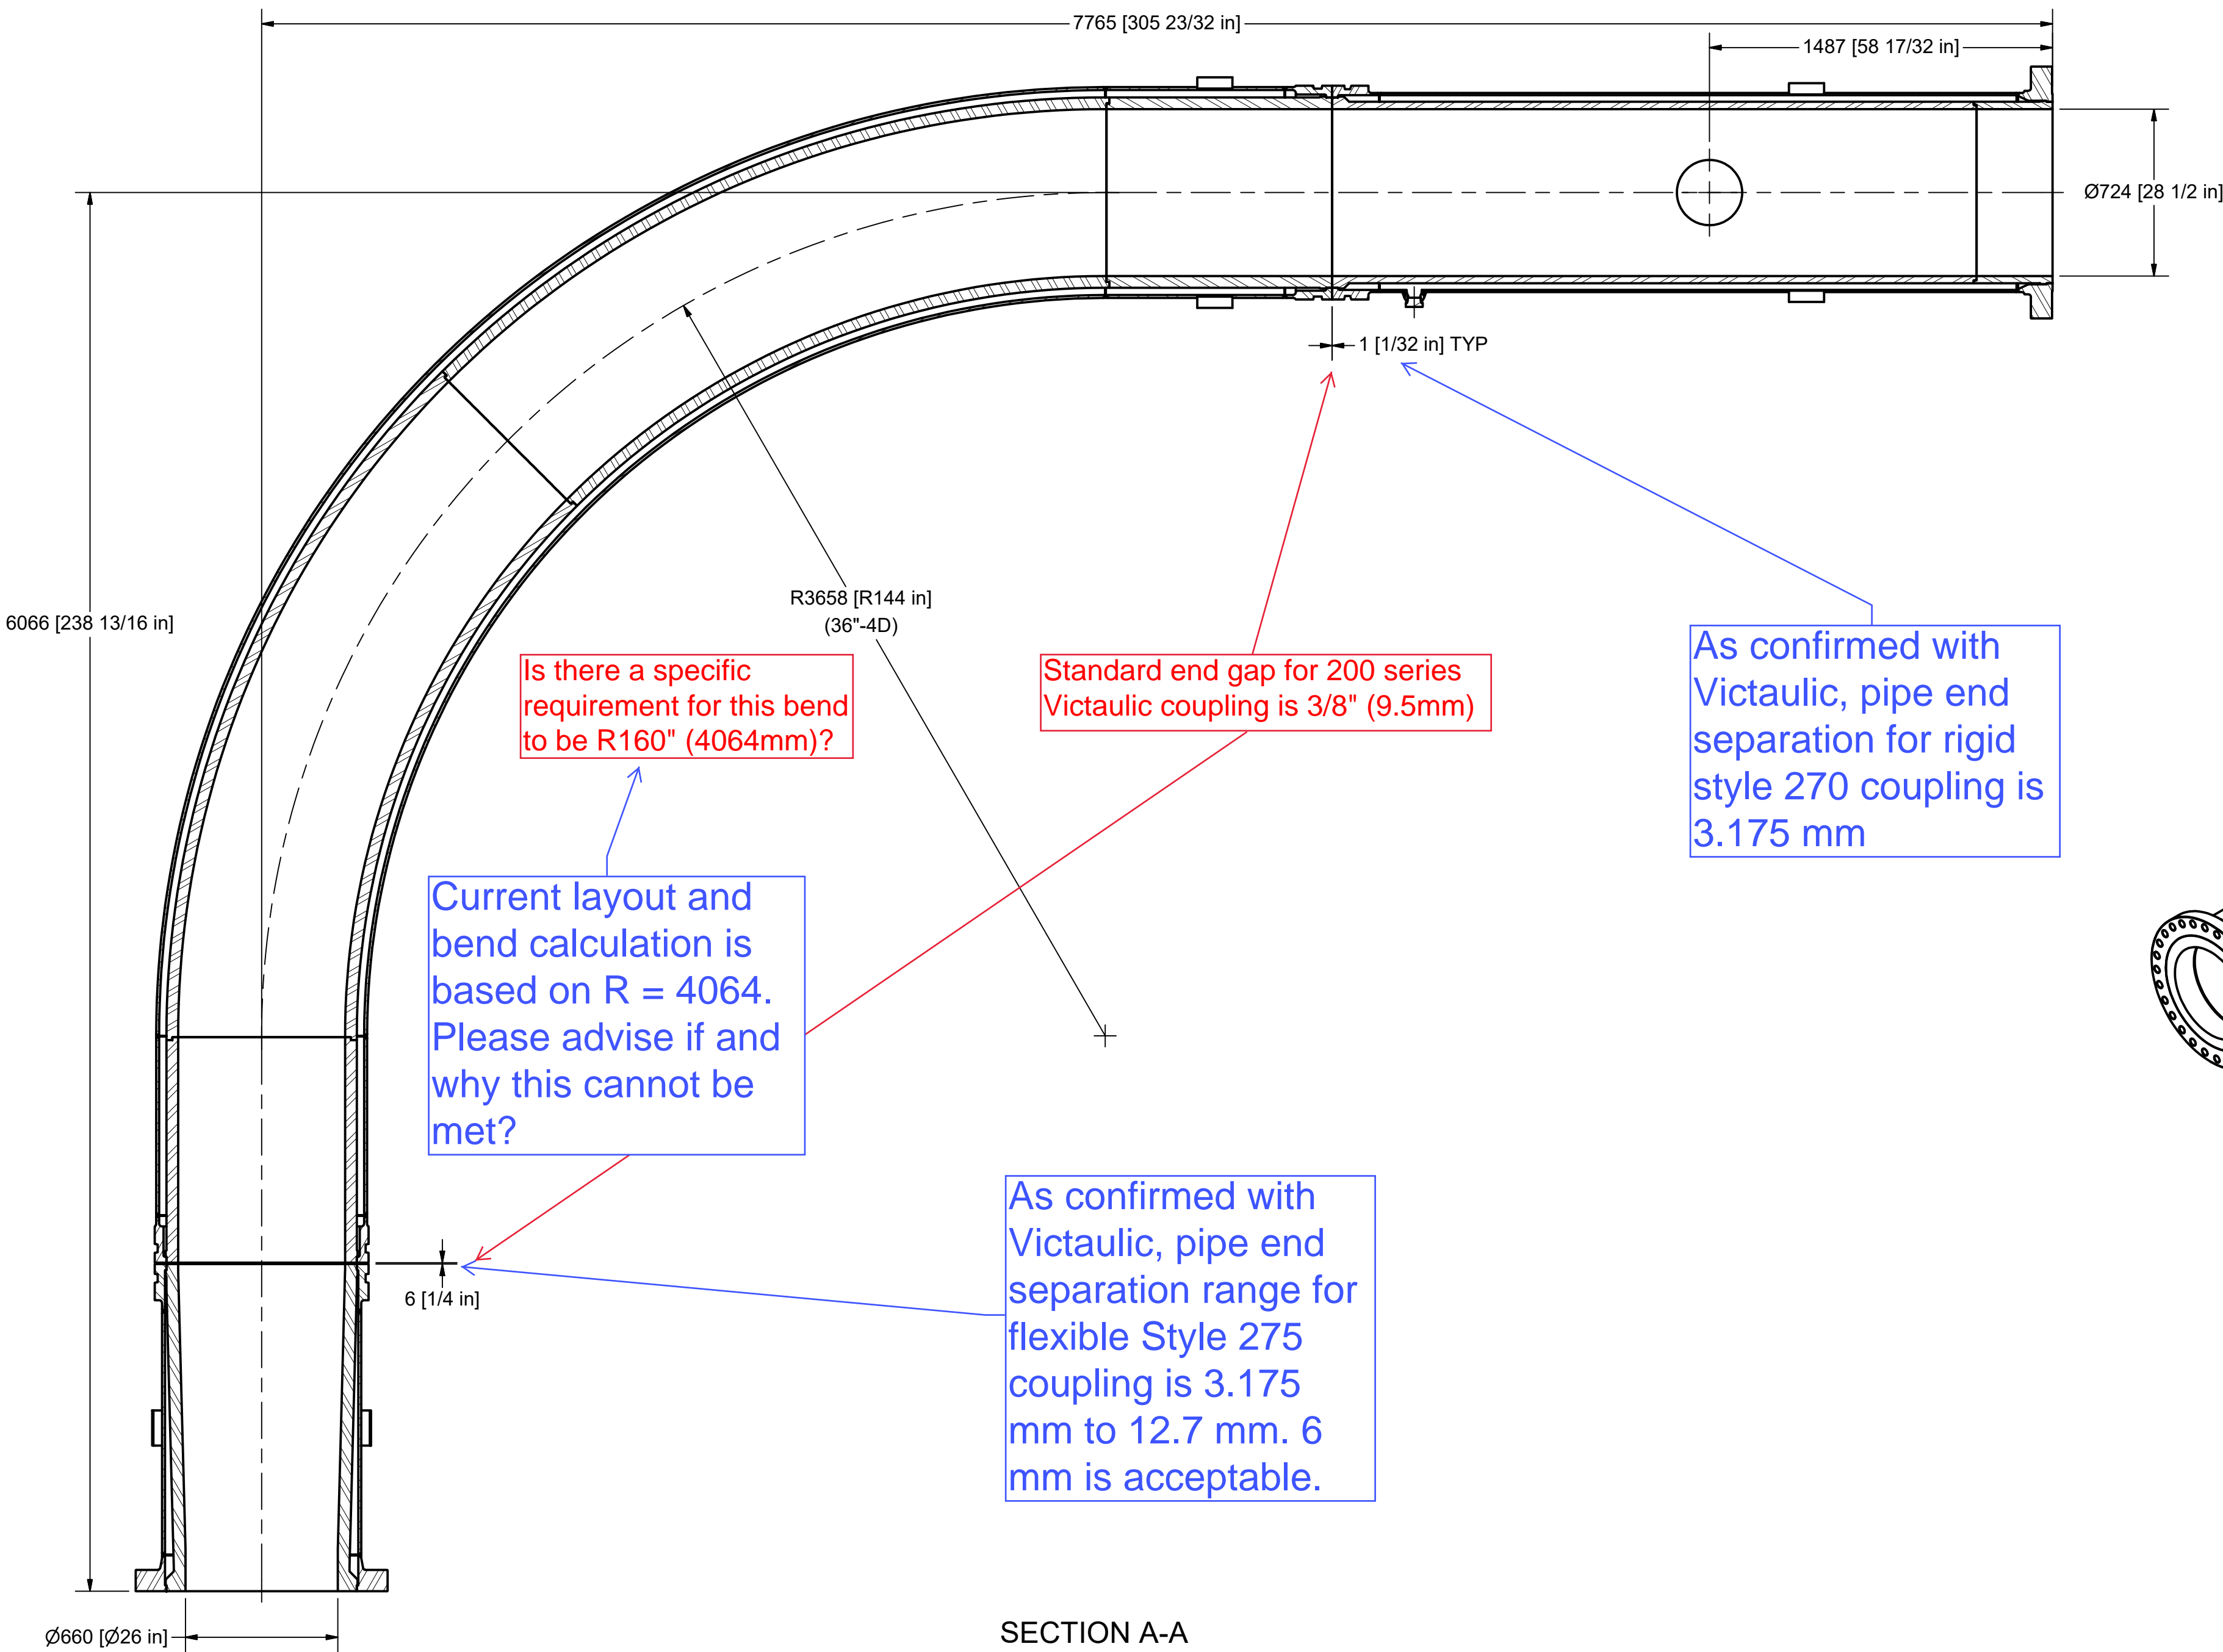 7765 [305 23/32 in]
1487 [58 17/32 in]
Ø724 [28 1/2 in]
1 [1/32 in] TYP
R3658 [R144 in]
(36"-4D)
6066 [238 13/16 in]
Is there a specific
requirement for this bend
to be R160" (4064mm)?
Standard end gap for 200 series
Victaulic coupling is 3/8" (9.5mm)
As confirmed with
Victaulic, pipe end
separation for rigid
style 270 coupling is
3.175 mm
Current layout and
bend calculation is
based on R = 4064.
Please advise if and
why this cannot be
met?
As confirmed with
Victaulic, pipe end
separation range for
flexible Style 275
coupling is 3.175
mm to 12.7 mm. 6
mm is acceptable.
6 [1/4 in]
Ø660 [Ø26 in]
SECTION A-A